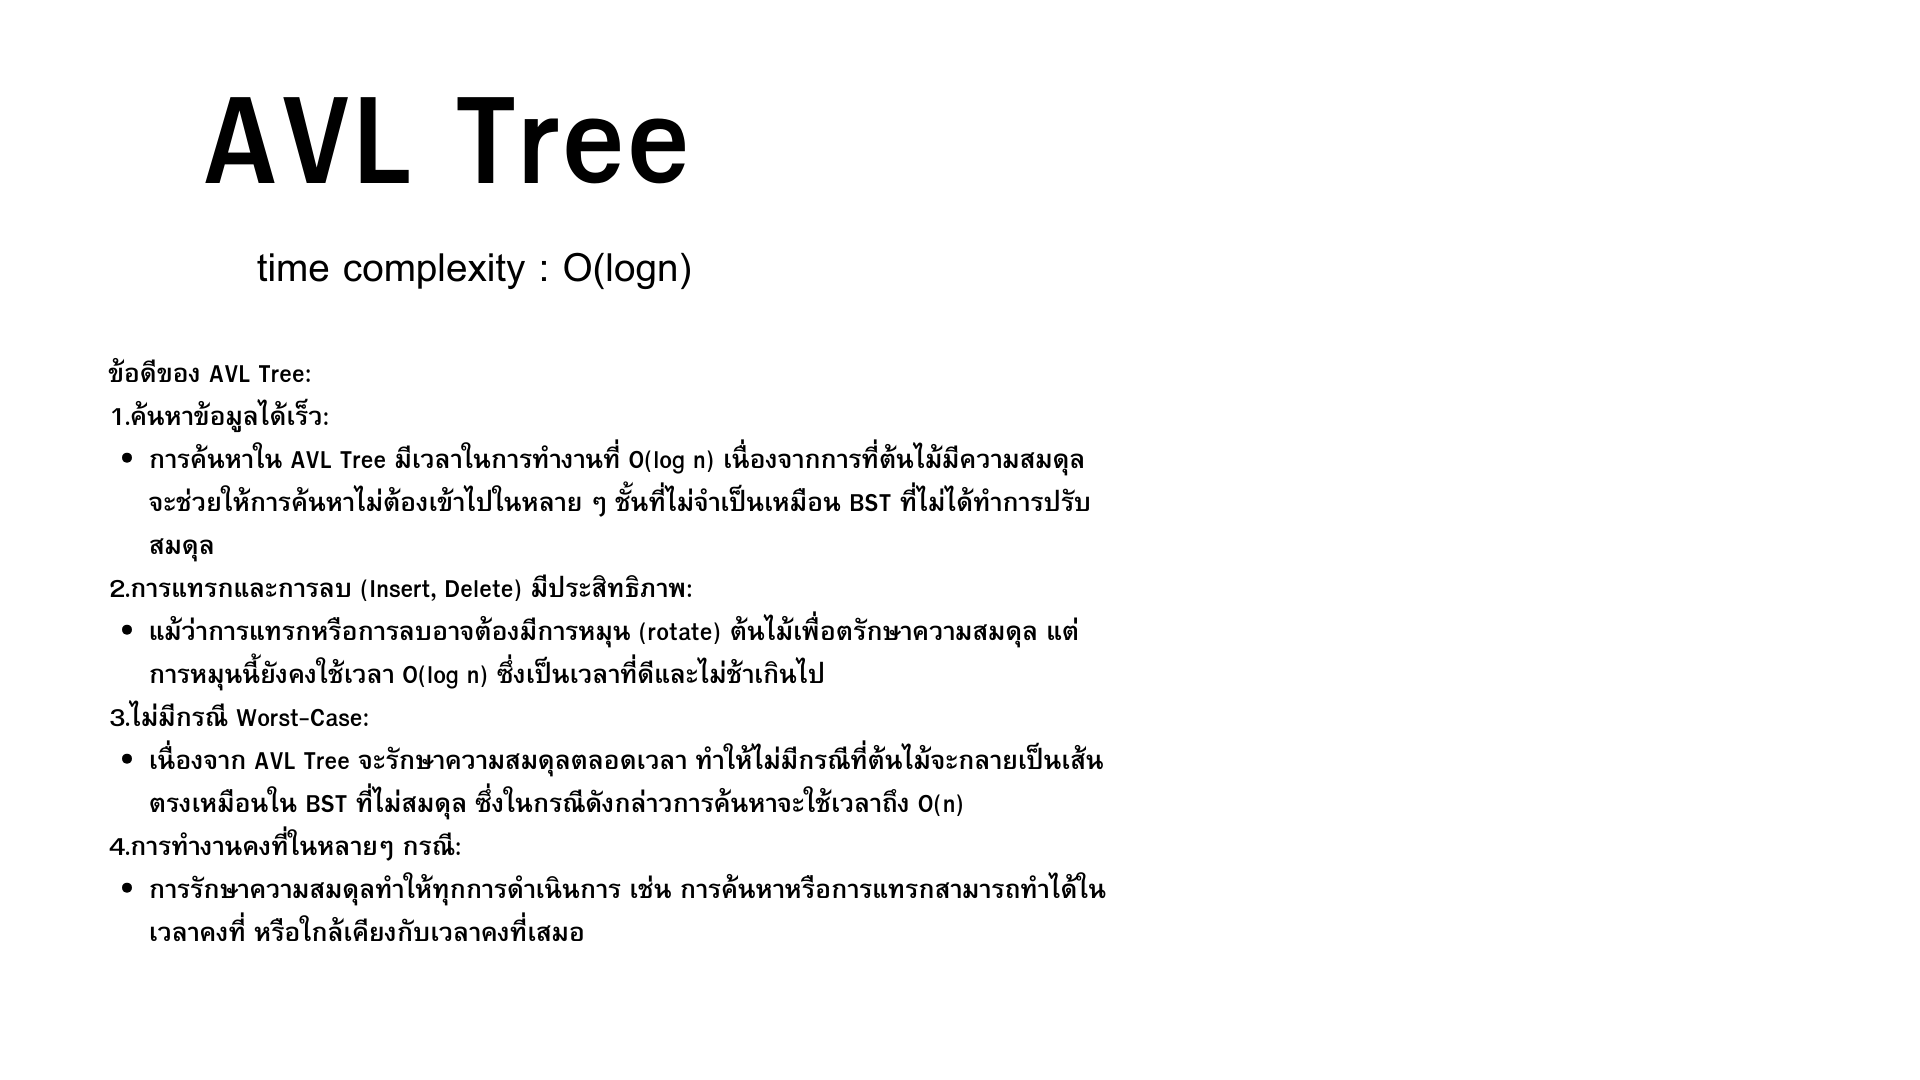 AVL Tree
time complexity : O(logn)
ข้อดีของ AVL Tree:
1.ค้นหาข้อมูลได้เร็ว:
• การค้นหาใน AVL Tree มีเวลาในการทำงานที่ O(log n) เนื่องจากการที่ต้นไม้มีความสมดุล
จะช่วยให้การค้นหาไม่ต้องเข้าไปในหลาย ๆ ชั้นที่ไม่จำเป็นเหมือน BST ที่ไม่ได้ทำการปรับ
สมดุล
2.การแทรกและการลบ (Insert, Delete) มีประสิทธิภาพ:
• แม้ว่าการแทรกหรือการลบอาจต้องมีการหมุน (rotate) ต้นไม้เพื่อตรักษาความสมดุล แต่
การหมุนนี้ยังคงใช้เวลา O(log n) ซึ่งเป็นเวลาที่ดีและไม่ช้าเกินไป
3.ไม่มีกรณี Worst-Case:
• เนื่องจาก AVL Tree จะรักษาความสมดุลตลอดเวลา ทำให้ไม่มีกรณีที่ต้นไม้จะกลายเป็นเส้น
ตรงเหมือนใน BST ที่ไม่สมดุล ซึ่งในกรณีดังกล่าวการค้นหาจะใช้เวลาถึง O(n)
4.การทำงานคงที่ในหลายๆ กรณี:
• การรักษาความสมดุลทำให้ทุกการดำเนินการ เช่น การค้นหาหรือการแทรกสามารถทำได้ใน
เวลาคงที่ หรือใกล้เคียงกับเวลาคงที่เสมอ